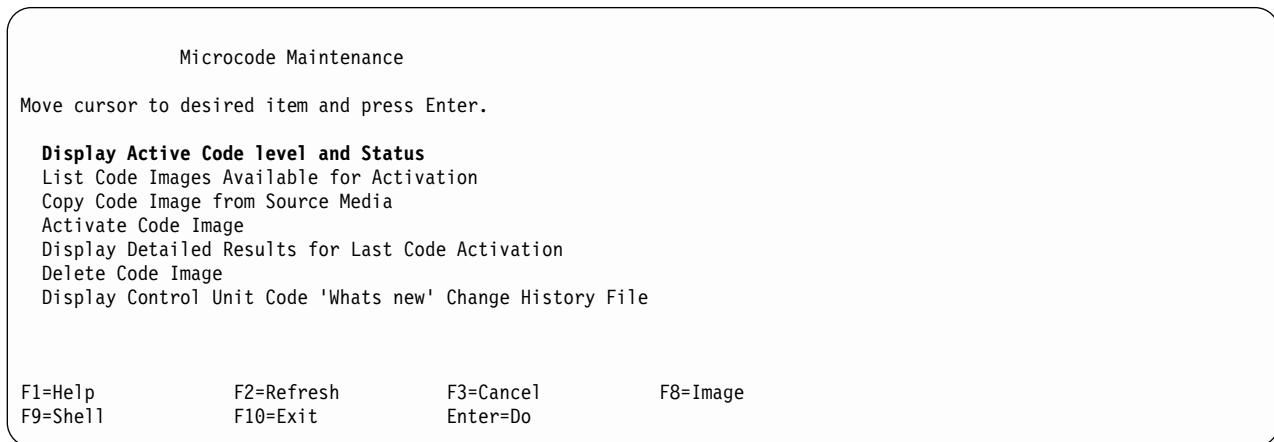 Microcode Maintenance
Move cursor to desired item and press Enter.
Display Active Code level and Status
List Code Images Available for Activation
Copy Code Image from Source Media
Activate Code Image
Display Detailed Results for Last Code Activation
Delete Code Image
Display Control Unit Code 'Whats new' Change History File
F1=Help F2=Refresh F3=Cancel F8=Image
F9=Shell F10=Exit Enter=Do